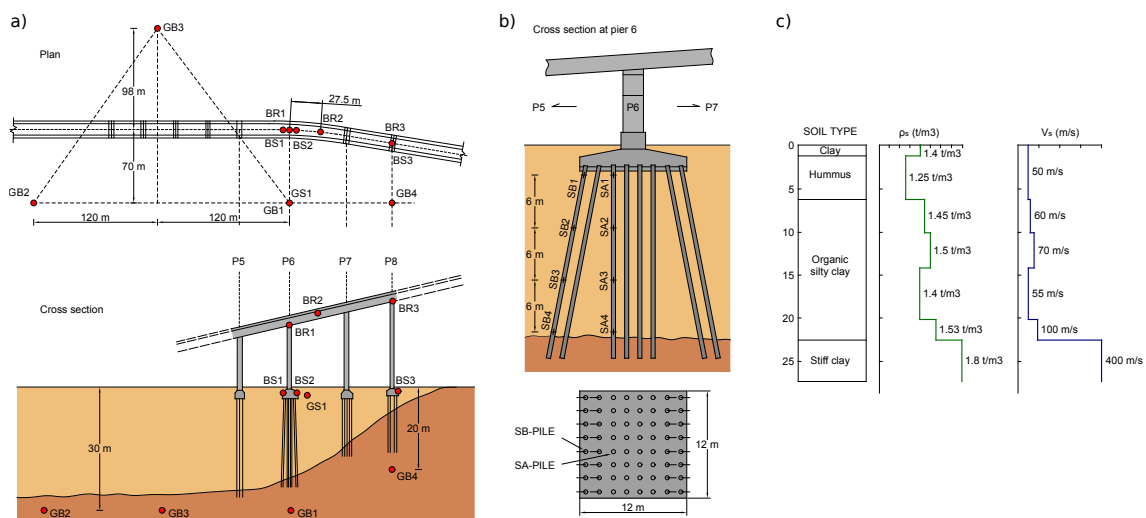 a)
Plan
GB3
98 m
27.5 m
BR1
BR2
BR3
BS1
BS2
BS3
70 m
GB2
GS1
GB1
GB4
120 m
120 m
P5
P6
P7
P8
Cross section
BR2
BR3
BR1
BS1
BS2
BS3
GS1
30 m
20 m
GB4
GB2
GB3
GB1
b)
Cross section at pier 6
P5
P6
P7
SB1
SA1
6 m
6 m
SB2
SA2
6 m
6 m
SB3
SA3
6 m
6 m
SB4
SA4
SB-PILE
SA-PILE
12 m
12 m
c)
SOIL TYPE
ρs (t/m3)
Vs (m/s)
0
5
10
15
20
25
Clay
Hummus
Organic
silty clay
Stiff clay
1.4 t/m3
1.25 t/m3
1.45 t/m3
1.5 t/m3
1.4 t/m3
1.53 t/m3
1.8 t/m3
50 m/s
60 m/s
70 m/s
55 m/s
100 m/s
400 m/s